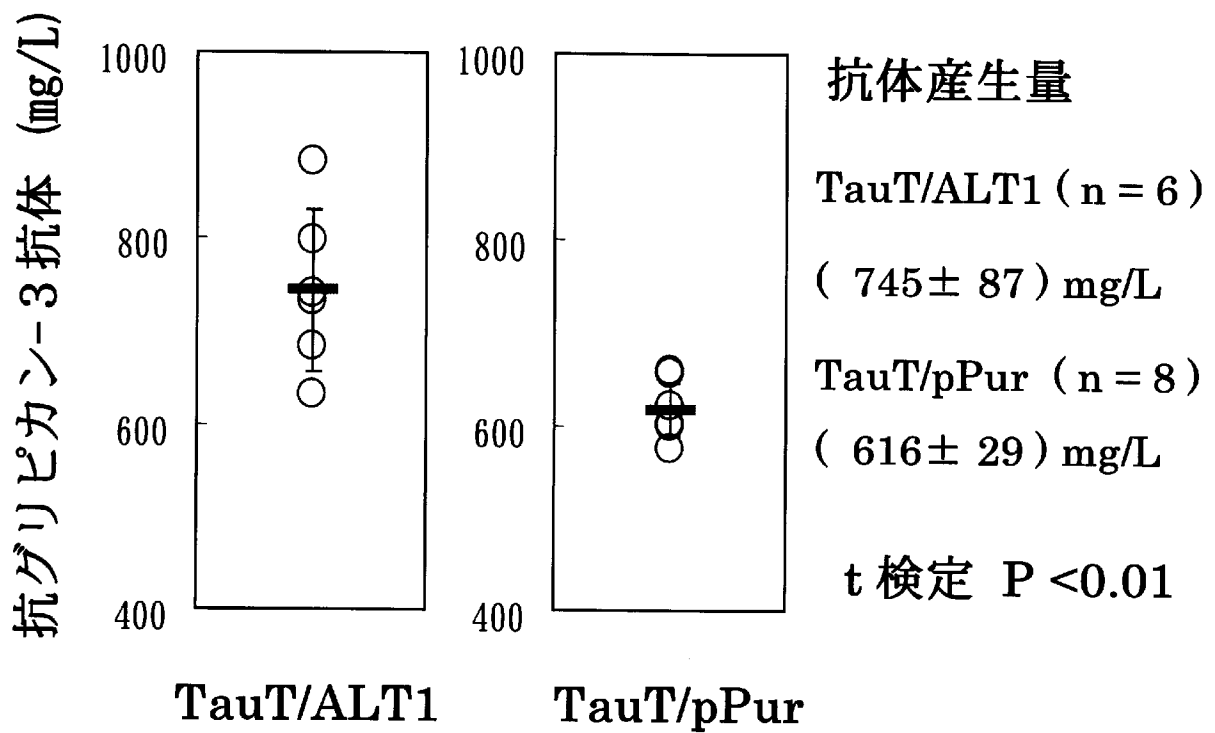 抗グリピカン-3抗体 (mg/L)
1000
800
600
400
TauT/ALT1
1000
800
600
400
TauT/pPur
抗体産生量
TauT/ALT1 ( n = 6 )
( 745± 87 ) mg/L
TauT/pPur ( n = 8 )
( 616± 29 ) mg/L
t 検定 P <0.01